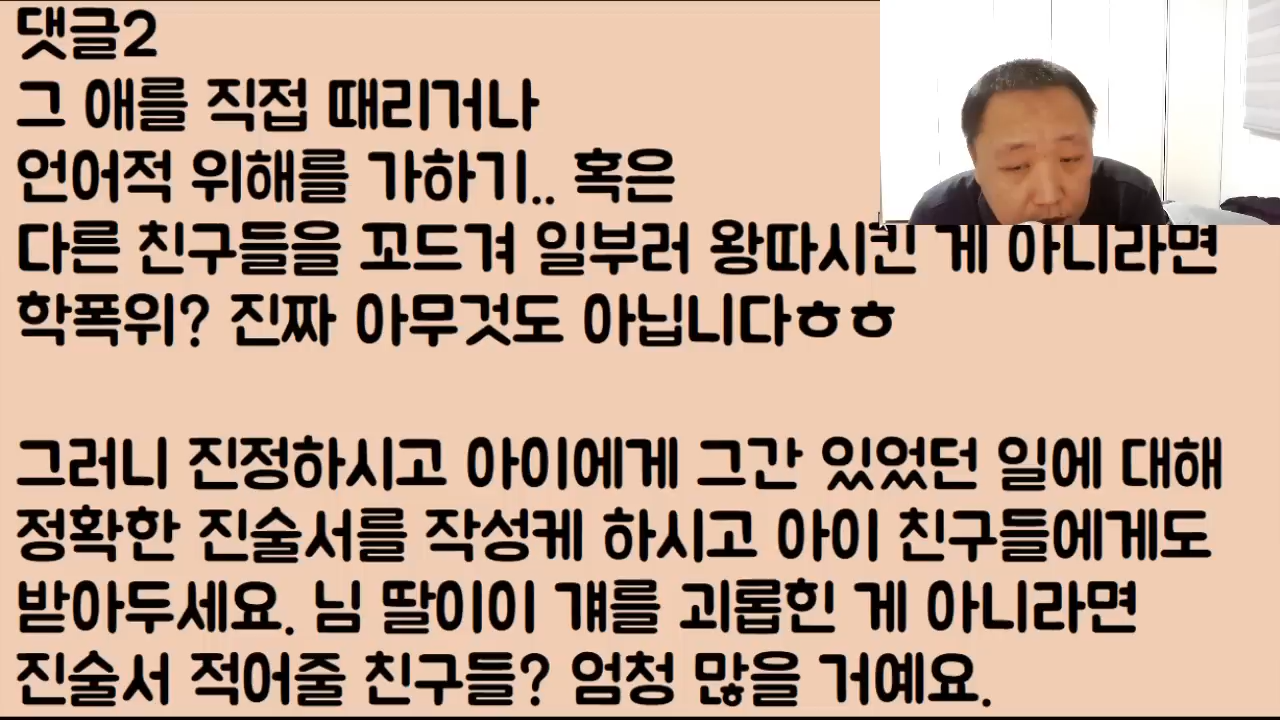 댓글2
그 애를 직접 때리거나
언어적 위해를 가하기.. 혹은
다른 친구들을 꼬드겨 일부러 왕따시킨 게 아니라면
학폭위? 진짜 아무것도 아닙니다ㅎㅎ
그러니 진정하시고 아이에게 그간 있었던 일에 대해
정확한 진술서를 작성케 하시고 아이 친구들에게도
받아두세요. 님 딸이이 걔를 괴롭힌 게 아니라면
진술서 적어줄 친구들? 엄청 많을 거예요.